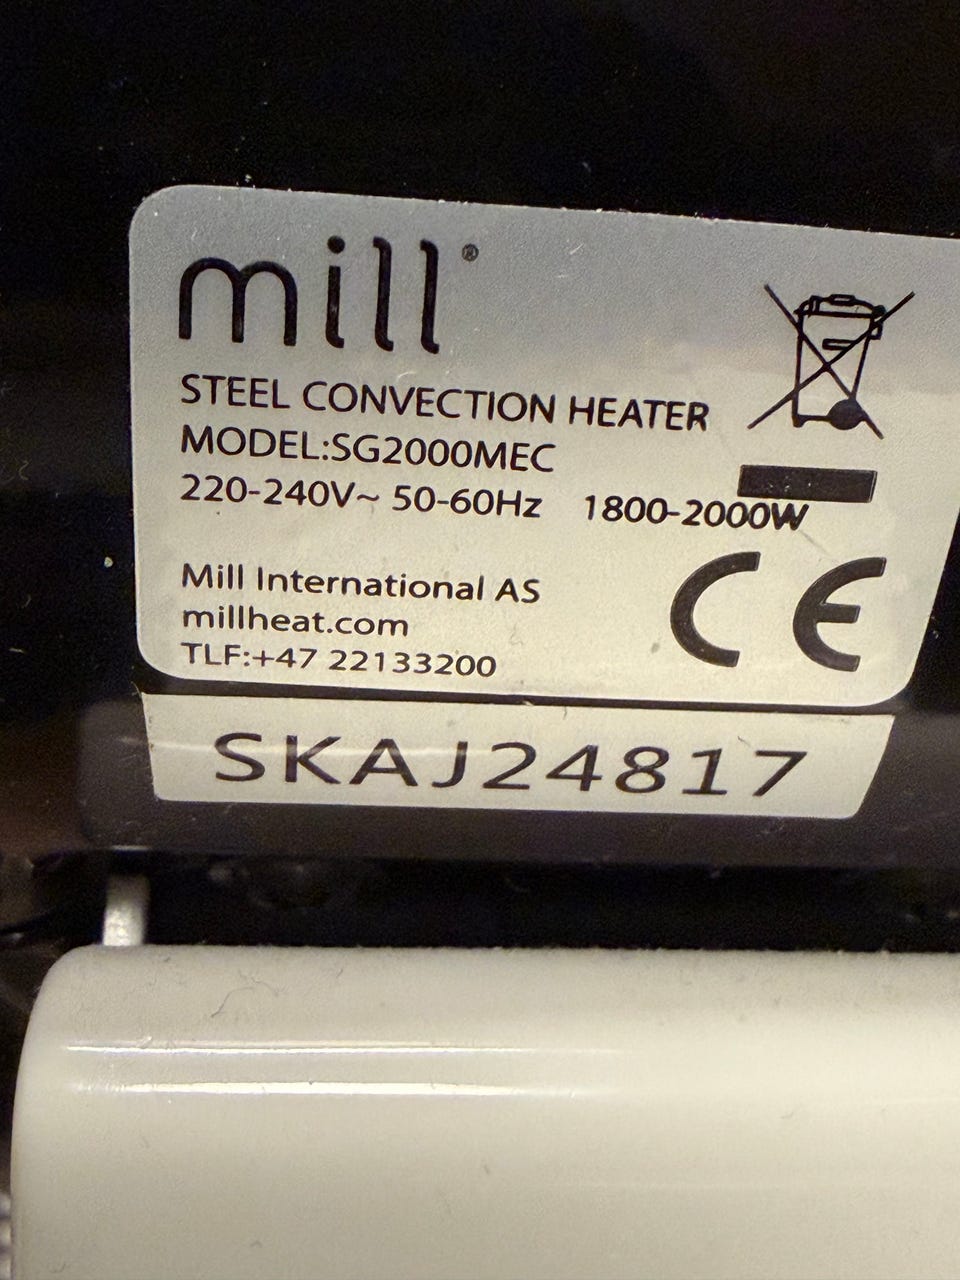 mill®
STEEL CONVECTION HEATER
MODEL:SG2000MEC
220-240V~ 50-60Hz 1800-2000W
Mill International AS
millheat.com
TLF:+47 22133200
CE
SKAJ24817